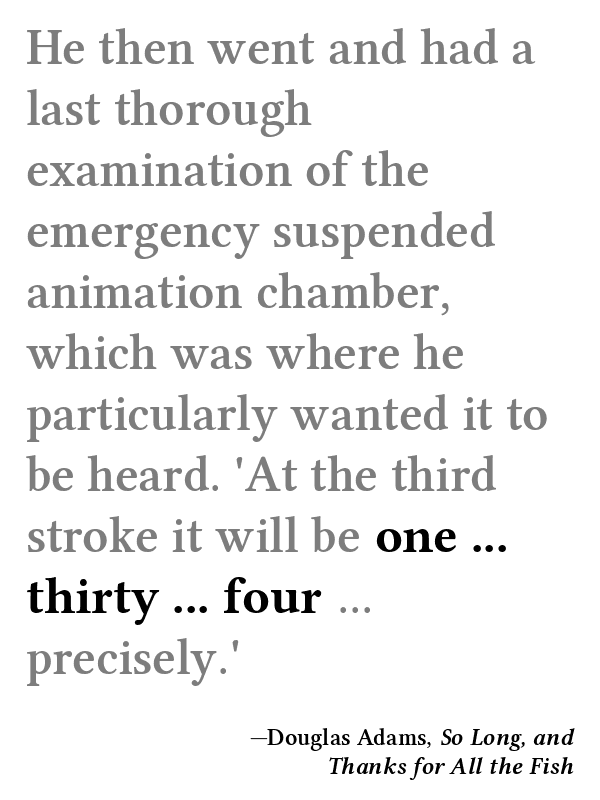 He then went and had a
last thorough
examination of the
emergency suspended
animation chamber,
which was where he
particularly wanted it to
be heard. 'At the third
stroke it will be one ...
thirty ... four ...
precisely.'
—Douglas Adams, So Long, and
Thanks for All the Fish